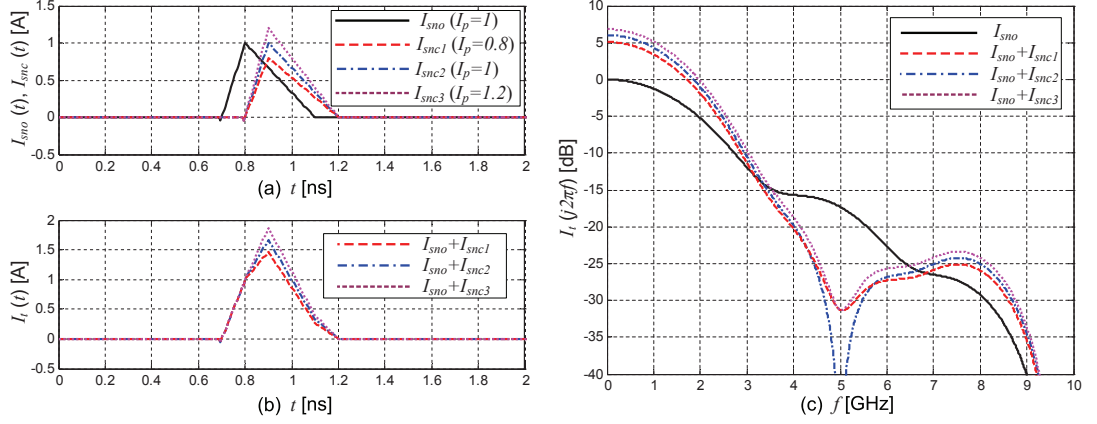 I_sno (t), I_snc (t) [A]
1.5
1
0.5
0
0.5
I_sno (I_p=1)
I_snc1 (I_p=0.8)
I_snc2 (I_p=1)
I_snc3 (I_p=1.2)
0 0.2 0.4 0.6 0.8 1 1.2 1.4 1.6 1.8 2
(a) t [ns]
I_t (t) [A]
2
1.5
1
0.5
0
-0.5
I_sno+I_snc1
I_sno+I_snc2
I_sno+I_snc3
0 0.2 0.4 0.6 0.8 1 1.2 1.4 1.6 1.8 2
(b) t [ns]
I_t (j2πf) [dB]
10
5
0
-5
-10
-15
-20
-25
-30
-35
-40
I_sno
I_sno+I_snc1
I_sno+I_snc2
I_sno+I_snc3
0 1 2 3 4 5 6 7 8 9 10
(c) f [GHz]